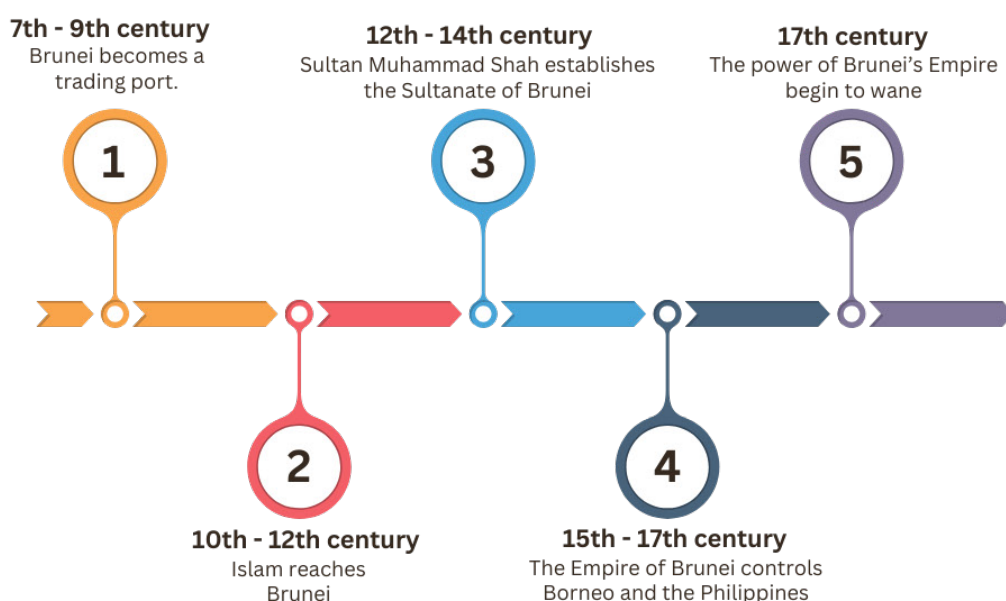 7th - 9th century
Brunei becomes a
trading port.
1
10th - 12th century
Islam reaches
Brunei
2
12th - 14th century
Sultan Muhammad Shah establishes
the Sultanate of Brunei
3
15th - 17th century
The Empire of Brunei controls
Borneo and the Philippines
4
17th century
The power of Brunei's Empire
begin to wane
5